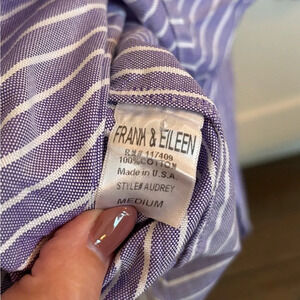 FRANK & EILEEN
RN# 117409
100% COTTON
Made in U.S.A.
STYLE# AUDREY
MEDIUM